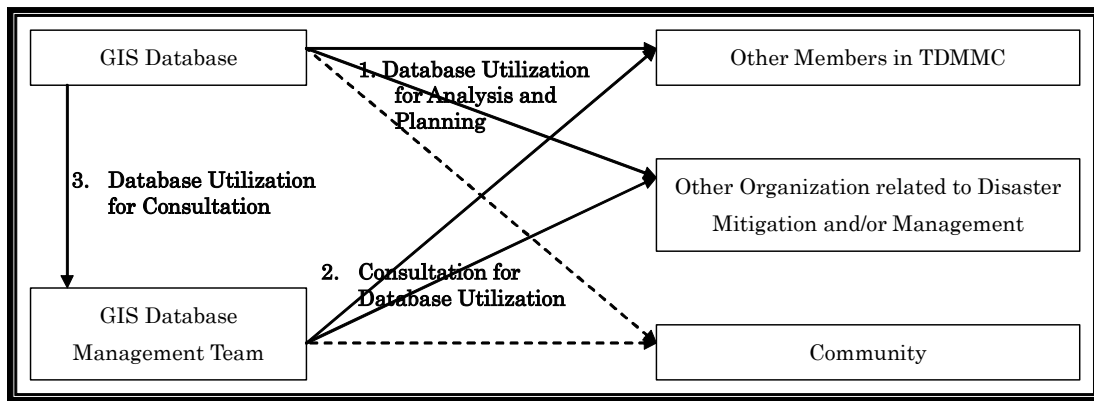 GIS Database
Other Members in TDMMC
1. Database Utilization
for Analysis and
Planning
3. Database Utilization
for Consultation
Other Organization related to Disaster
Mitigation and/or Management
2. Consultation for
Database Utilization
GIS Database
Management Team
Community